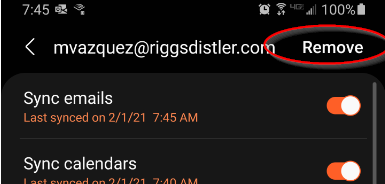 7:45 100%
mvazquez@riggsdistler.com Remove
Sync emails
Last synced on 2/1/21 7:45 AM
Sync calendars
Last synced on 2/1/21 7:40 AM